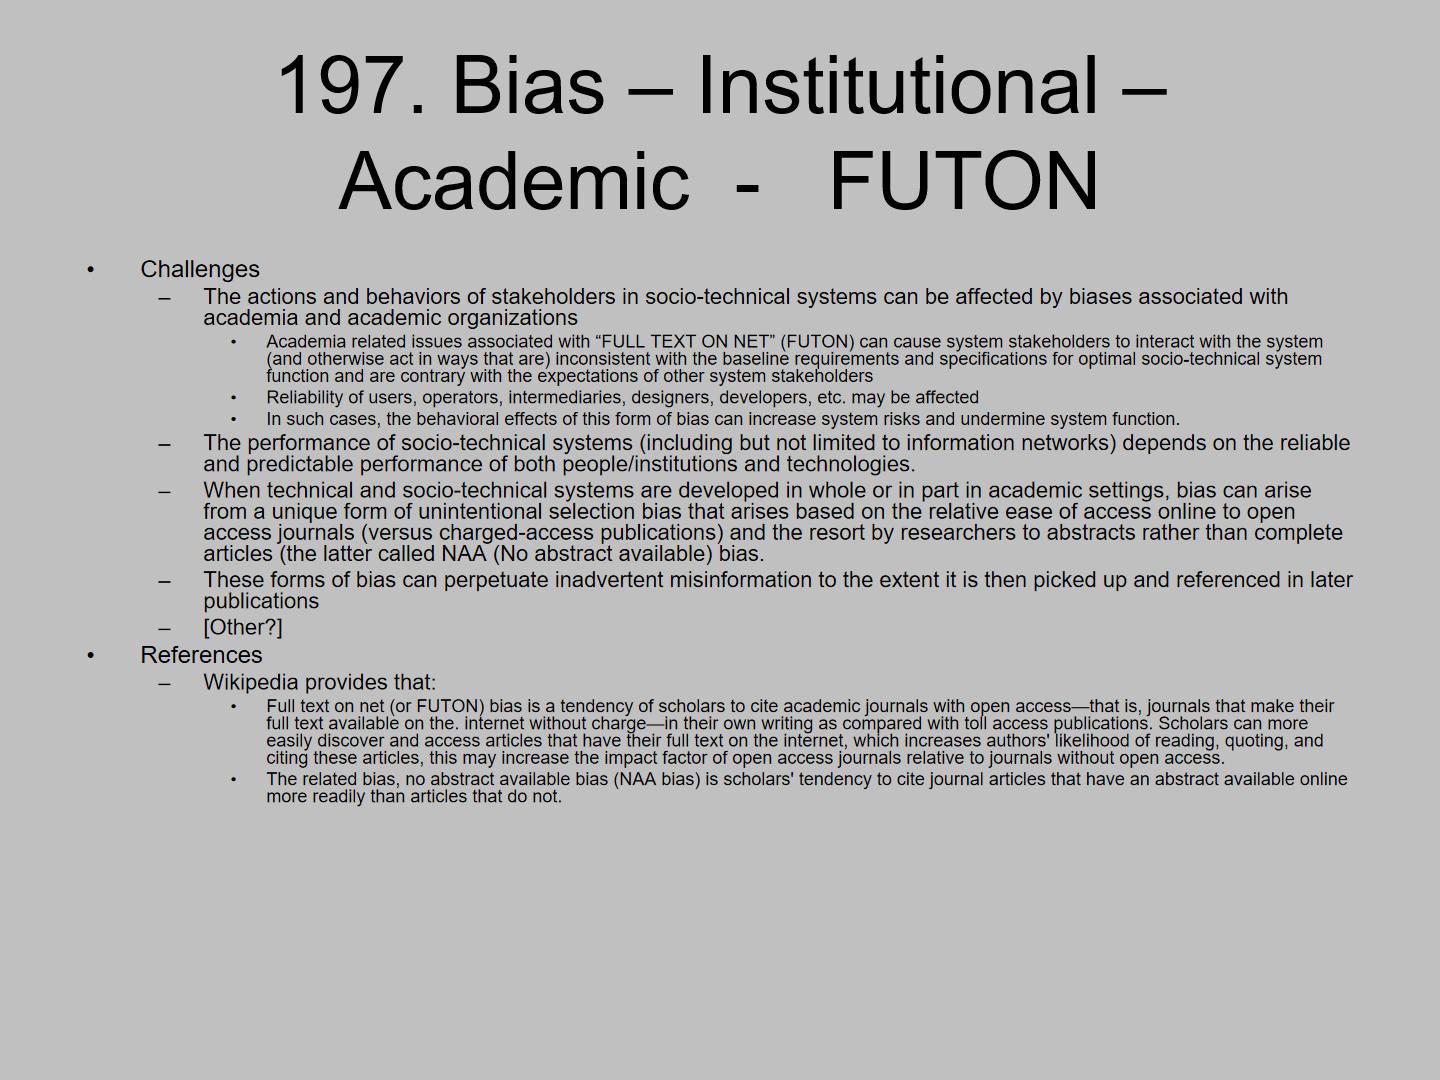 197. Bias – Institutional –
Academic - FUTON
• Challenges
– The actions and behaviors of stakeholders in socio-technical systems can be affected by biases associated with
academia and academic organizations
• Academia related issues associated with “FULL TEXT ON NET” (FUTON) can cause system stakeholders to interact with the system
(and otherwise act in ways that are) inconsistent with the baseline requirements and specifications for optimal socio-technical system
function and are contrary with the expectations of other system stakeholders
• Reliability of users, operators, intermediaries, designers, developers, etc. may be affected
• In such cases, the behavioral effects of this form of bias can increase system risks and undermine system function.
– The performance of socio-technical systems (including but not limited to information networks) depends on the reliable
and predictable performance of both people/institutions and technologies.
– When technical and socio-technical systems are developed in whole or in part in academic settings, bias can arise
from a unique form of unintentional selection bias that arises based on the relative ease of access online to open
access journals (versus charged-access publications) and the resort by researchers to abstracts rather than complete
articles (the latter called NAA (No abstract available) bias.
– These forms of bias can perpetuate inadvertent misinformation to the extent it is then picked up and referenced in later
publications
– [Other?]
• References
– Wikipedia provides that:
• Full text on net (or FUTON) bias is a tendency of scholars to cite academic journals with open access—that is, journals that make their
full text available on the. internet without charge—in their own writing as compared with toll access publications. Scholars can more
easily discover and access articles that have their full text on the internet, which increases authors' likelihood of reading, quoting, and
citing these articles, this may increase the impact factor of open access journals relative to journals without open access.
• The related bias, no abstract available bias (NAA bias) is scholars' tendency to cite journal articles that have an abstract available online
more readily than articles that do not.